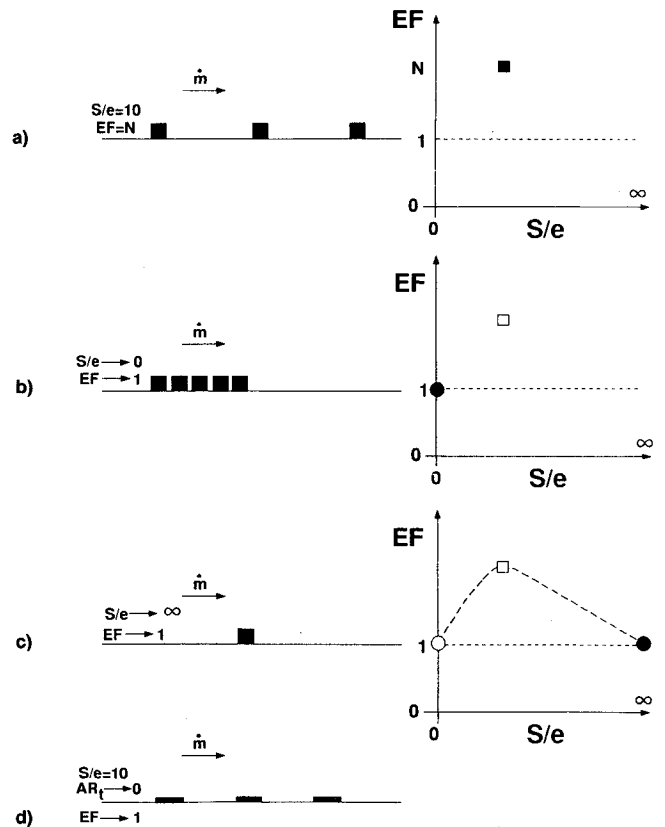 EF
ṁ
N
S/e=10
EF=N
a)
1
∞
0
0
S/e
EF
ṁ
S/e → 0
EF → 1
b)
1
∞
0
0
S/e
EF
ṁ
S/e → ∞
EF → 1
c)
1
∞
0
0
S/e
ṁ
S/e=10
ARt → 0
d)
EF → 1